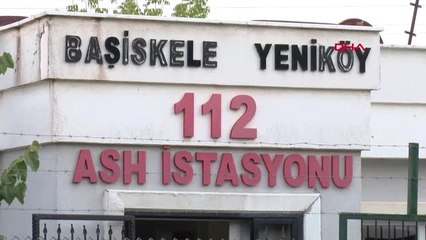 BAŞİSKELE YENİKÖY
DHA
112
ASH İSTASYONU